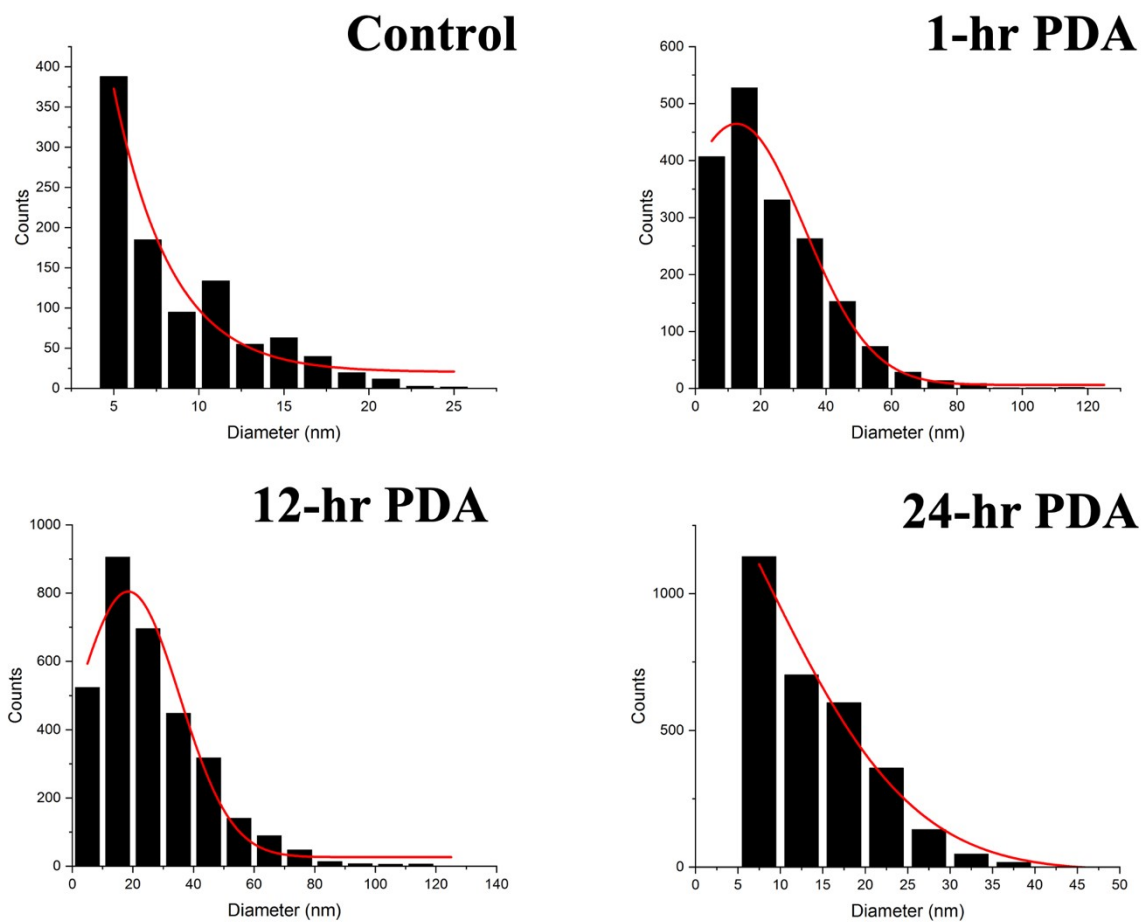 Control
400
350
300
250
200
150
100
50
0
Counts
5 10 15 20 25
Diameter (nm)
1-hr PDA
600
500
400
300
200
100
0
Counts
0 20 40 60 80 100 120
Diameter (nm)
12-hr PDA
1000
800
600
400
200
0
Counts
0 20 40 60 80 100 120 140
Diameter (nm)
24-hr PDA
1000
500
0
Counts
0 5 10 15 20 25 30 35 40 45 50
Diameter (nm)